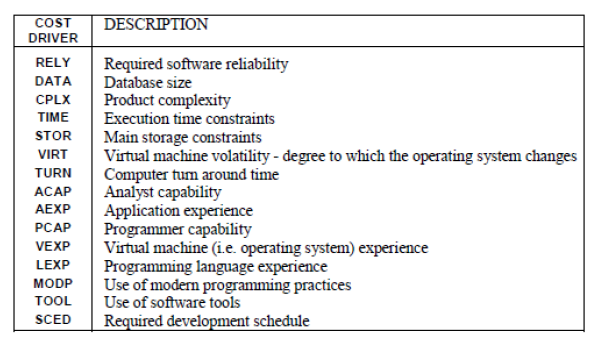 COST DRIVER DESCRIPTION
RELY Required software reliability
DATA Database size
CPLX Product complexity
TIME Execution time constraints
STOR Main storage constraints
VIRT Virtual machine volatility - degree to which the operating system changes
TURN Computer turn around time
ACAP Analyst capability
AEXP Application experience
PCAP Programmer capability
VEXP Virtual machine (i.e. operating system) experience
LEXP Programming language experience
MODP Use of modern programming practices
TOOL Use of software tools
SCED Required development schedule